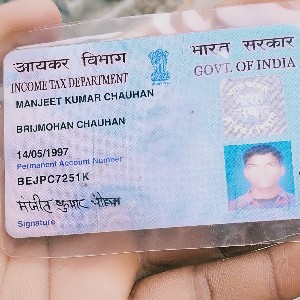 आयकर विभाग
भारत सरकार
INCOME TAX DEPARTMENT
GOVT. OF INDIA
MANJEET KUMAR CHAUHAN
BRIJMOHAN CHAUHAN
14/05/1997
Permanent Account Number
BEJPC7251K
मंजीत कुमार चौहान
Signature